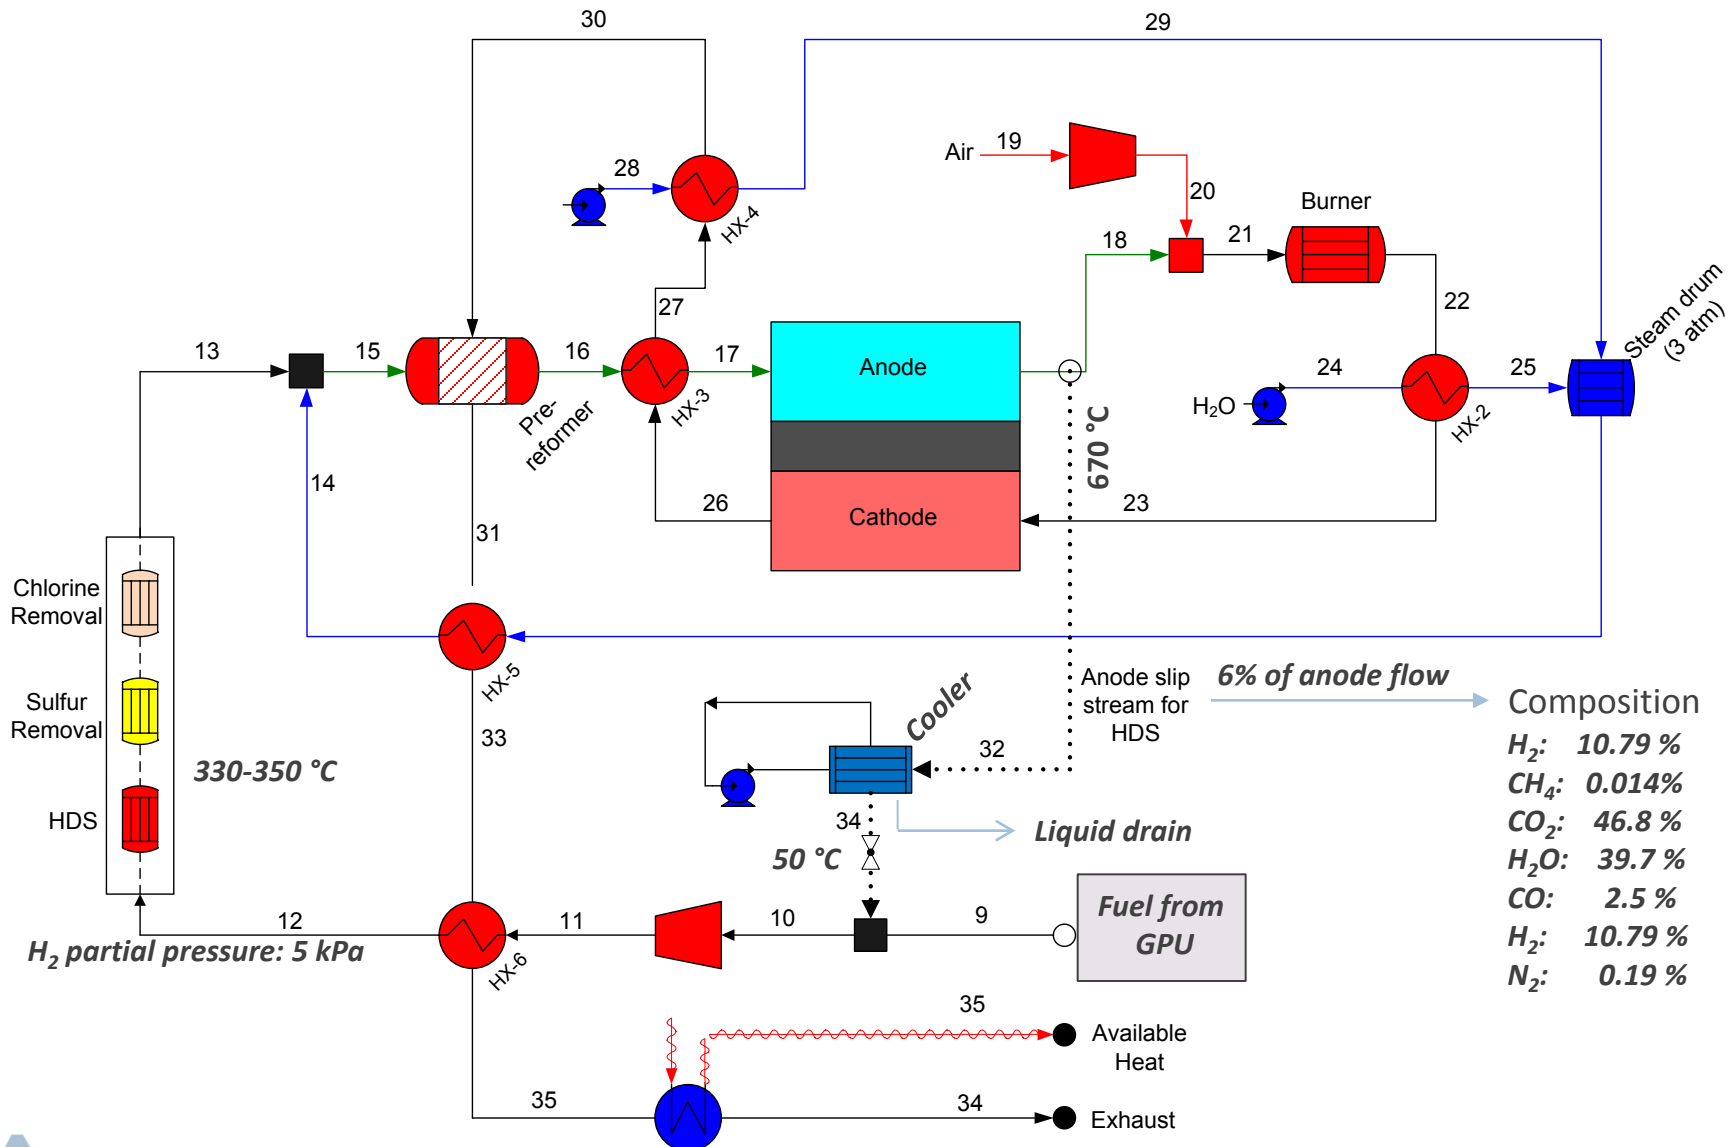 30
29
Air
19
28
HX-4
20
Burner
18
21
27
22
Steam drum
(3 atm)
13
15
16
17
Anode
24
25
Pre-
reformer
HX-3
H₂O
HX-2
670 °C
14
26
Cathode
23
31
Chlorine
Removal
HX-5
Anode slip
stream for
HDS
6% of anode flow
Composition
Sulfur
Removal
33
Cooler
32
H₂: 10.79 %
330-350 °C
CH₄: 0.014%
HDS
34
Liquid drain
CO₂: 46.8 %
50 °C
H₂O: 39.7 %
12
11
10
9
Fuel from
GPU
CO: 2.5 %
H₂ partial pressure: 5 kPa
HX-6
H₂: 10.79 %
N₂: 0.19 %
35
Available
Heat
35
34
Exhaust